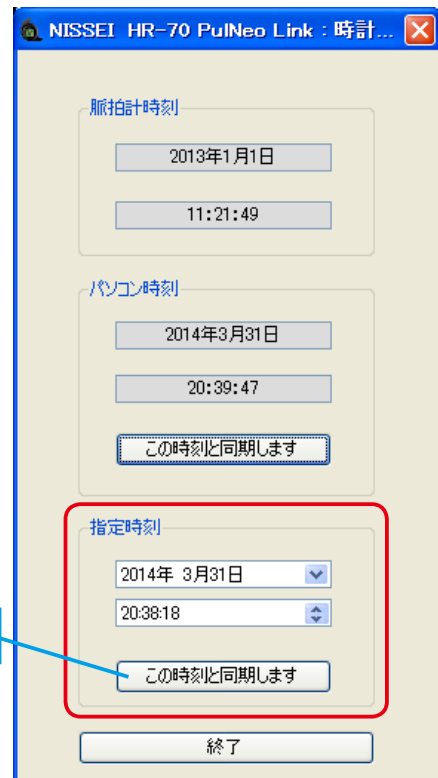 NISSEI HR-70 PulNeo Link : 時計...
脈拍計時刻
2013年1月1日
11:21:49
パソコン時刻
2014年3月31日
20:39:47
この時刻と同期します
指定時刻
2014年 3月31日
20:38:18
この時刻と同期します
終了